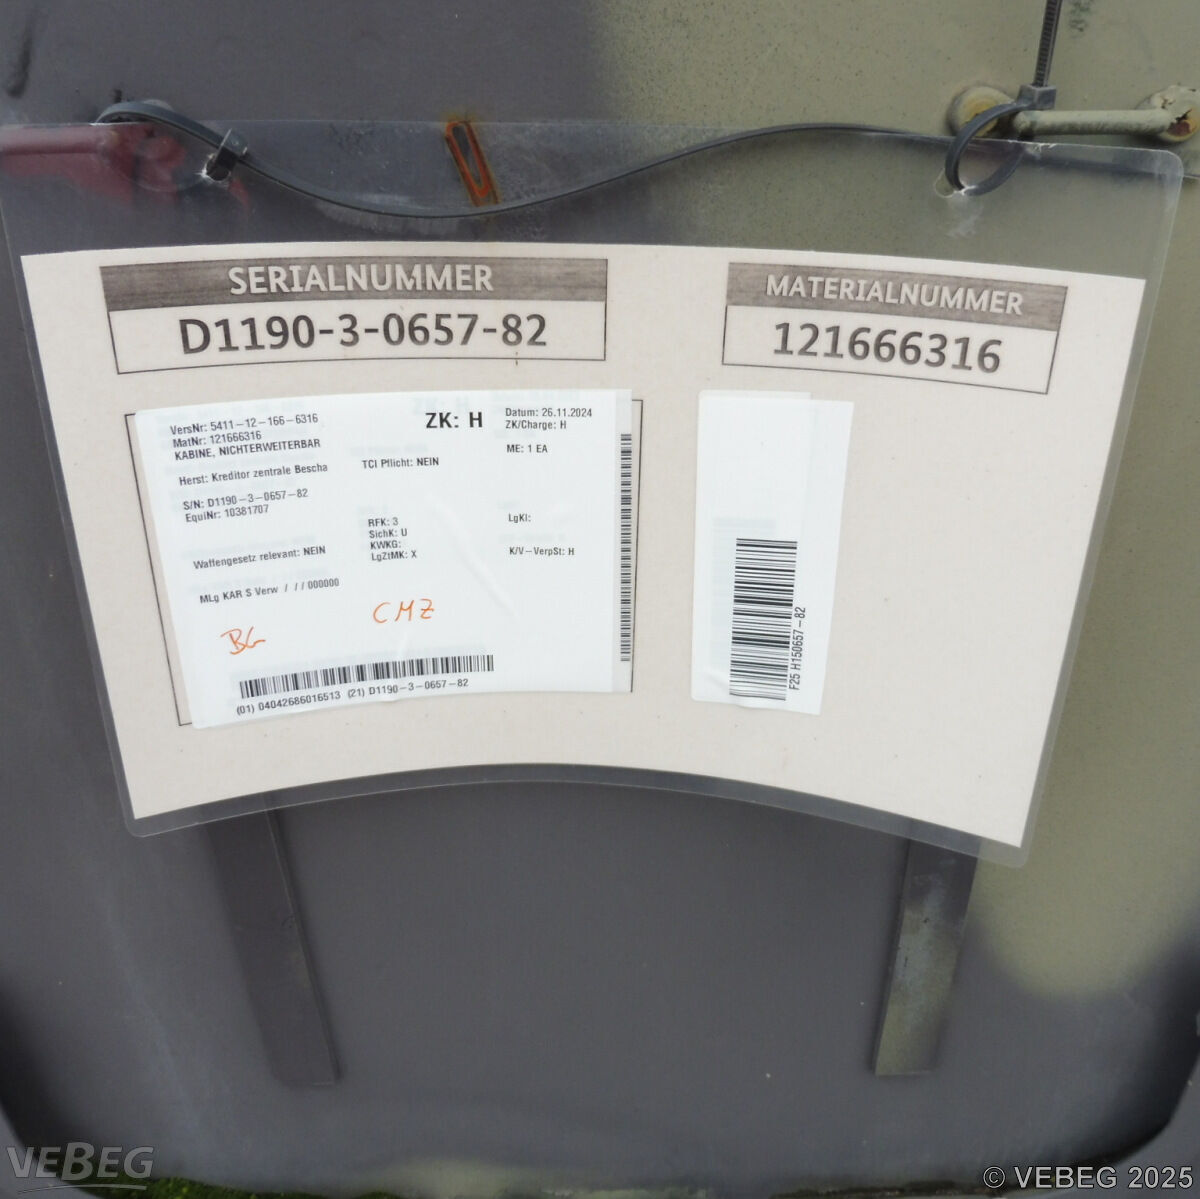 SERIALNUMMER
D1190-3-0657-82
MATERIALNUMMER
121666316
VersNr: 5411-12-166-6316
MatNr: 121666316
KABINE, NICHTERWEITERBAR
ZK: H
Datum: 26.11.2024
ZK/Charge: H
ME: 1 EA
Herst: Kreditor zentrale Bescha
TCI Pflicht: NEIN
S/N: D1190-3-0657-82
EquiNr: 10381707
RFK: 3
SichK: U
KWKG:
LgZtMK: X
LgKl:
K/V-VerpSt: H
Waffengesetz relevant: NEIN
MLg KAR S Verw / / / 000000
BG
CMZ
(01) 04042686016513 (21) D1190-3-0657-82
F25 H150657-82
VEBEG
© VEBEG 2025